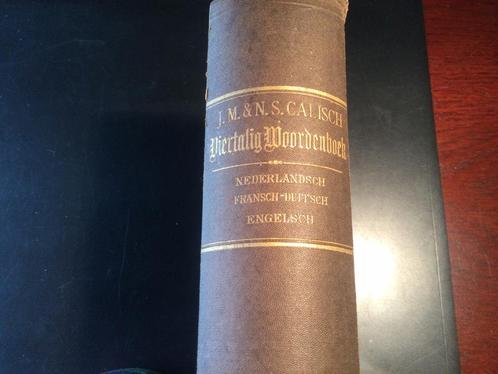 J. M. & N. S. CALISCH
Viertalig Woordenboek
NEDERLANDSCH
FRANSCH-DUITSCH
ENGELSCH